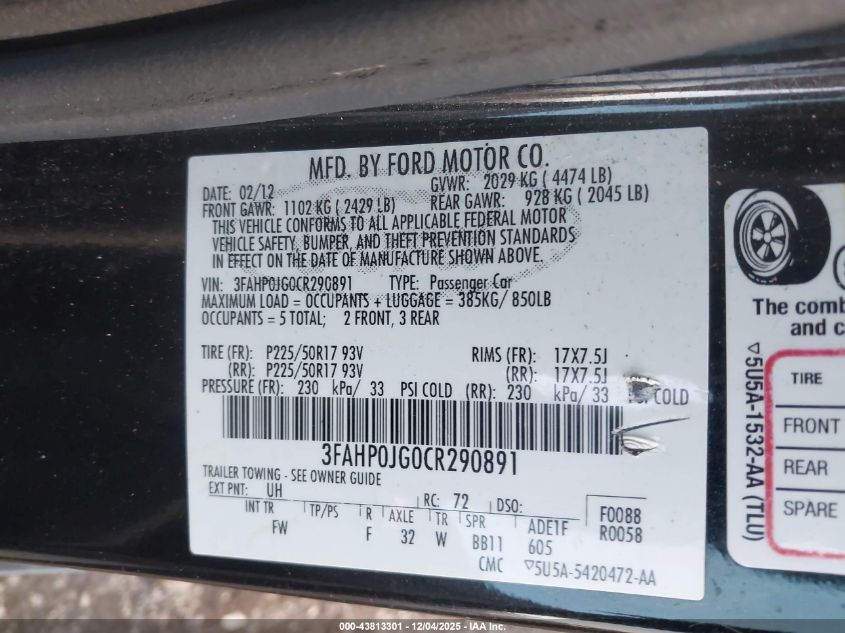 MFD. BY FORD MOTOR CO.
DATE: 02/12
GVWR: 2029 KG ( 4474 LB)
FRONT GAWR: 1102 KG ( 2429 LB)
REAR GAWR: 928 KG ( 2045 LB)
THIS VEHICLE CONFORMS TO ALL APPLICABLE FEDERAL MOTOR
VEHICLE SAFETY, BUMPER, AND THEFT PREVENTION STANDARDS
IN EFFECT ON THE DATE OF MANUFACTURE SHOWN ABOVE.
VIN: 3FAHP0JG0CR290891 TYPE: Passenger Car
MAXIMUM LOAD = OCCUPANTS + LUGGAGE = 385KG/ 850LB
OCCUPANTS = 5 TOTAL; 2 FRONT, 3 REAR
TIRE (FR): P225/50R17 93V RIMS (FR): 17X7.5J
(RR): P225/50R17 93V (RR): 17X7.5J
PRESSURE (FR): 230 kPa/ 33 PSI COLD (RR): 230 kPa/ 33 COLD
3FAHP0JG0CR290891
TRAILER TOWING - SEE OWNER GUIDE
EXT PNT: UH RC: 72 DSO:
INT TR TP/PS R AXLE TR SPR ADE1F F0088
FW F 32 W BB11 605 R0058
CMC ▽5U5A-5420472-AA
The comb
and c
▽5U5A-1532-AA (TLU)
TIRE
FRONT
REAR
SPARE
000-43813301 - 12/04/2025 - IAA Inc.